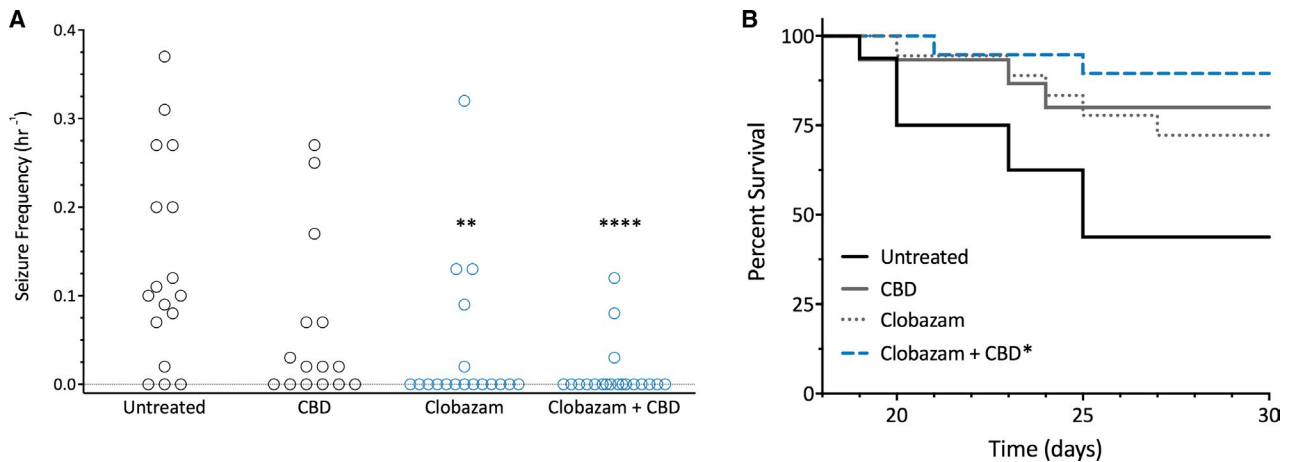 A
Seizure Frequency (hr⁻¹)
0.4
0.3
0.2
0.1
0.0
**
****
Untreated
CBD
Clobazam
Clobazam + CBD
B
Percent Survival
100
75
50
25
0
Untreated
CBD
Clobazam
Clobazam + CBD*
20
25
30
Time (days)